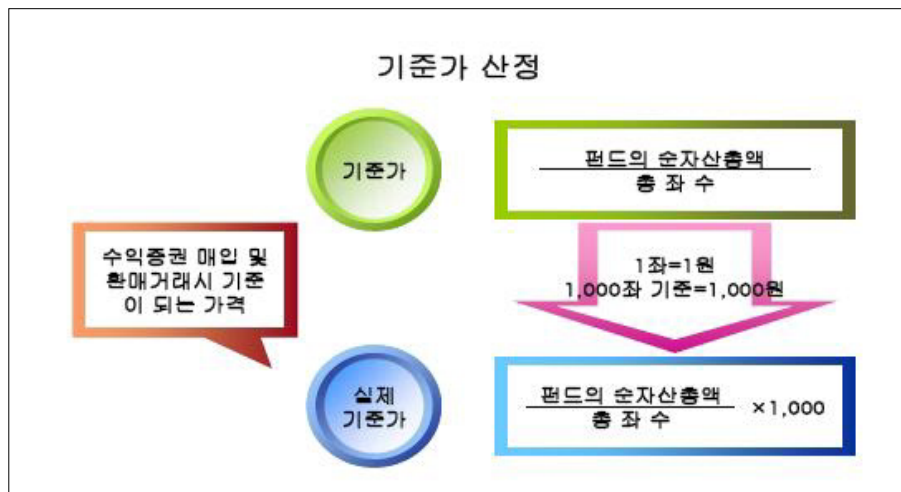 기준가 산정
기준가
펀드의 순자산총액
총 좌 수
수익증권 매입 및
환매거래시 기준
이 되는 가격
1좌=1원
1,000좌 기준=1,000원
실제
기준가
펀드의 순자산총액
총 좌 수
×1,000